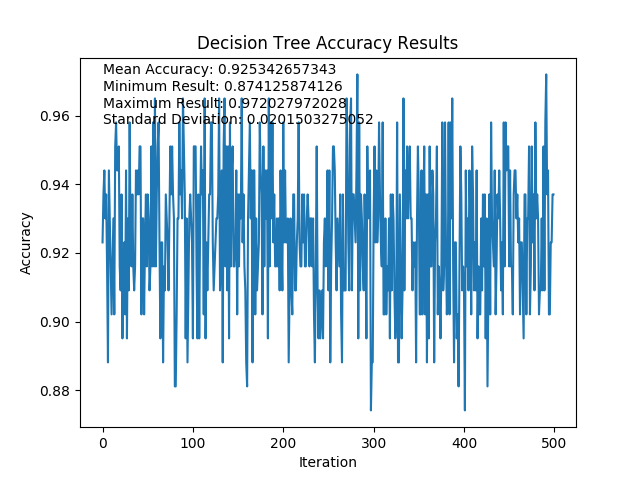 Decision Tree Accuracy Results
Mean Accuracy: 0.925342657343
Minimum Result: 0.874125874126
Maximum Result: 0.972027972028
Standard Deviation: 0.0201503275052
0.96
0.94
0.92
0.90
0.88
Accuracy
0 100 200 300 400 500
Iteration